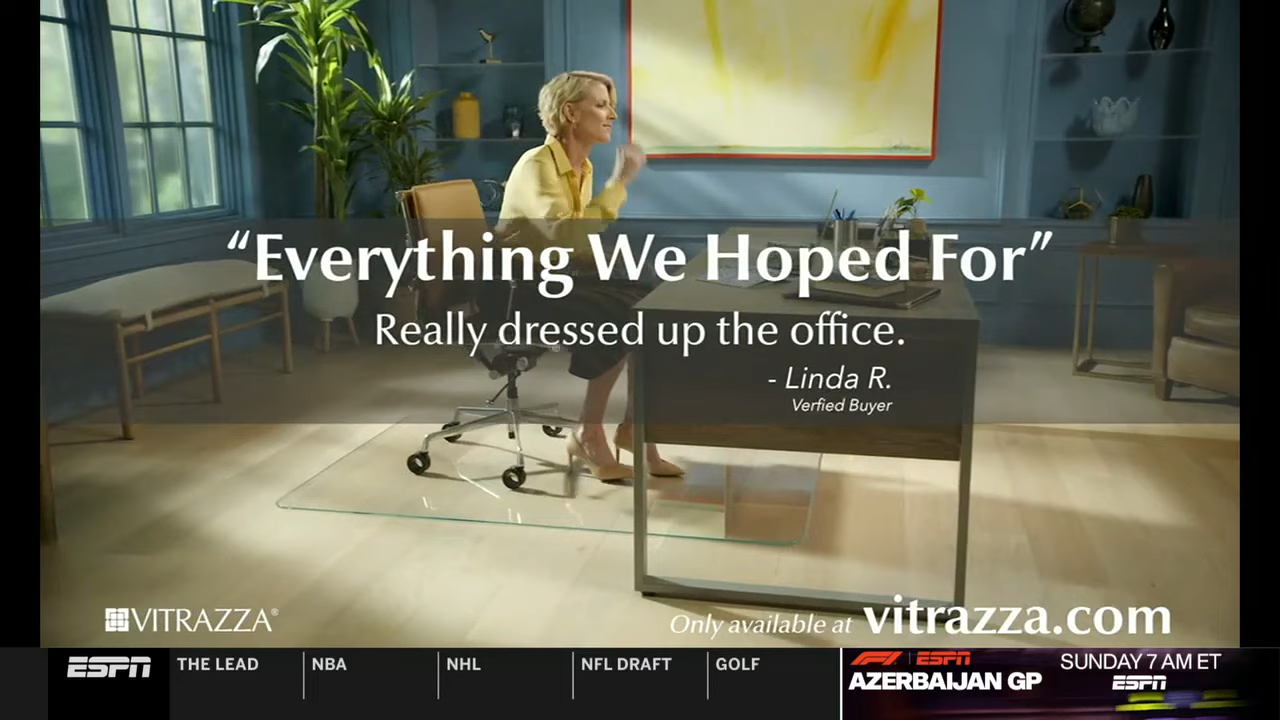 “Everything We Hoped For”
Really dressed up the office.
- Linda R.
Verfied Buyer
VITRAZZA®
Only available at vitrazza.com
ESPN THE LEAD NBA NHL NFL DRAFT GOLF
F1 ESPN
AZERBAIJAN GP
SUNDAY 7 AM ET
ESPN